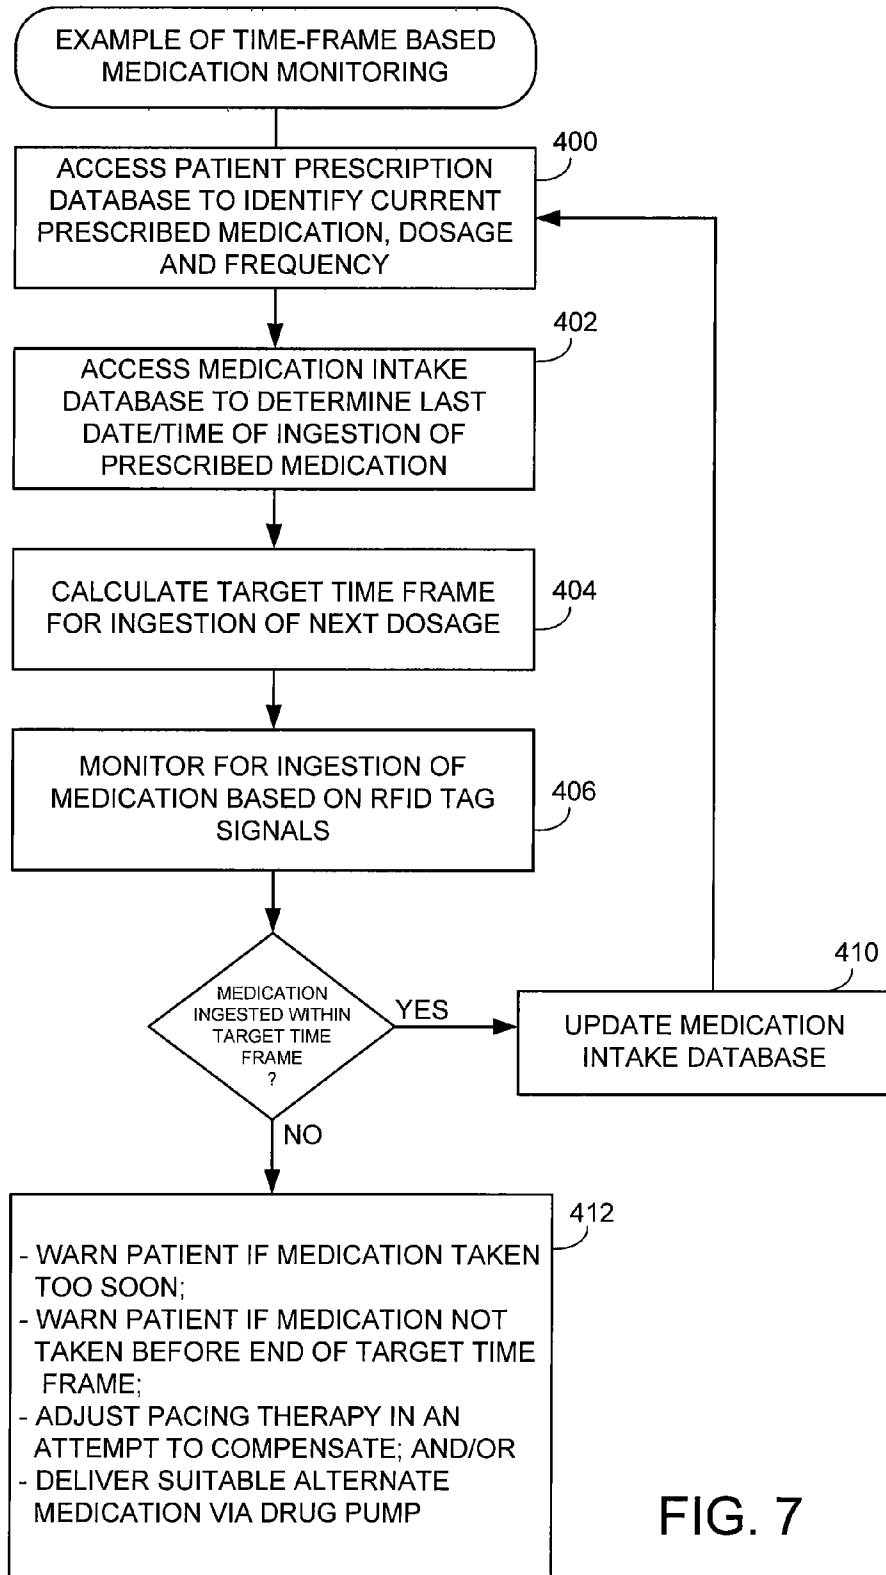 EXAMPLE OF TIME-FRAME BASED
MEDICATION MONITORING
400
ACCESS PATIENT PRESCRIPTION
DATABASE TO IDENTIFY CURRENT
PRESCRIBED MEDICATION, DOSAGE
AND FREQUENCY
402
ACCESS MEDICATION INTAKE
DATABASE TO DETERMINE LAST
DATE/TIME OF INGESTION OF
PRESCRIBED MEDICATION
CALCULATE TARGET TIME FRAME
FOR INGESTION OF NEXT DOSAGE
404
MONITOR FOR INGESTION OF
MEDICATION BASED ON RFID TAG
SIGNALS
406
MEDICATION
INGESTED WITHIN
TARGET TIME
FRAME
?
YES
410
UPDATE MEDICATION
INTAKE DATABASE
NO
412
- WARN PATIENT IF MEDICATION TAKEN
TOO SOON;
- WARN PATIENT IF MEDICATION NOT
TAKEN BEFORE END OF TARGET TIME
FRAME;
- ADJUST PACING THERAPY IN AN
ATTEMPT TO COMPENSATE; AND/OR
- DELIVER SUITABLE ALTERNATE
MEDICATION VIA DRUG PUMP
FIG. 7